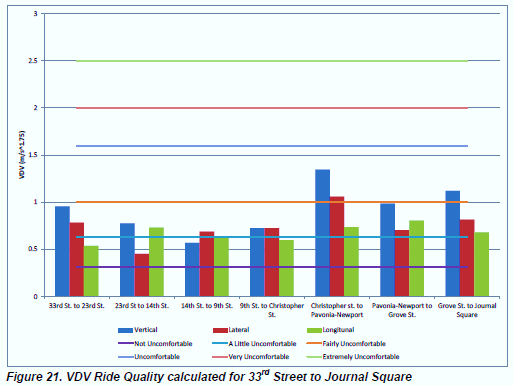 3
2.5
2
1.5
1
0.5
0
VDV (m/s^1.75)
33rd St. to 23rd St.
23rd St to 14th St.
14th St. to 9th St.
9th St. to Christopher St.
Christopher st. to Pavonia-Newport
Pavonia-Newport to Grove St.
Grove St. to Journal Square
Vertical
Lateral
Longitunal
Not Uncomfortable
A Little Uncomfortable
Fairly Uncomfortable
Uncomfortable
Very Uncomfortable
Extremely Uncomfortable
Figure 21. VDV Ride Quality calculated for 33rd Street to Journal Square